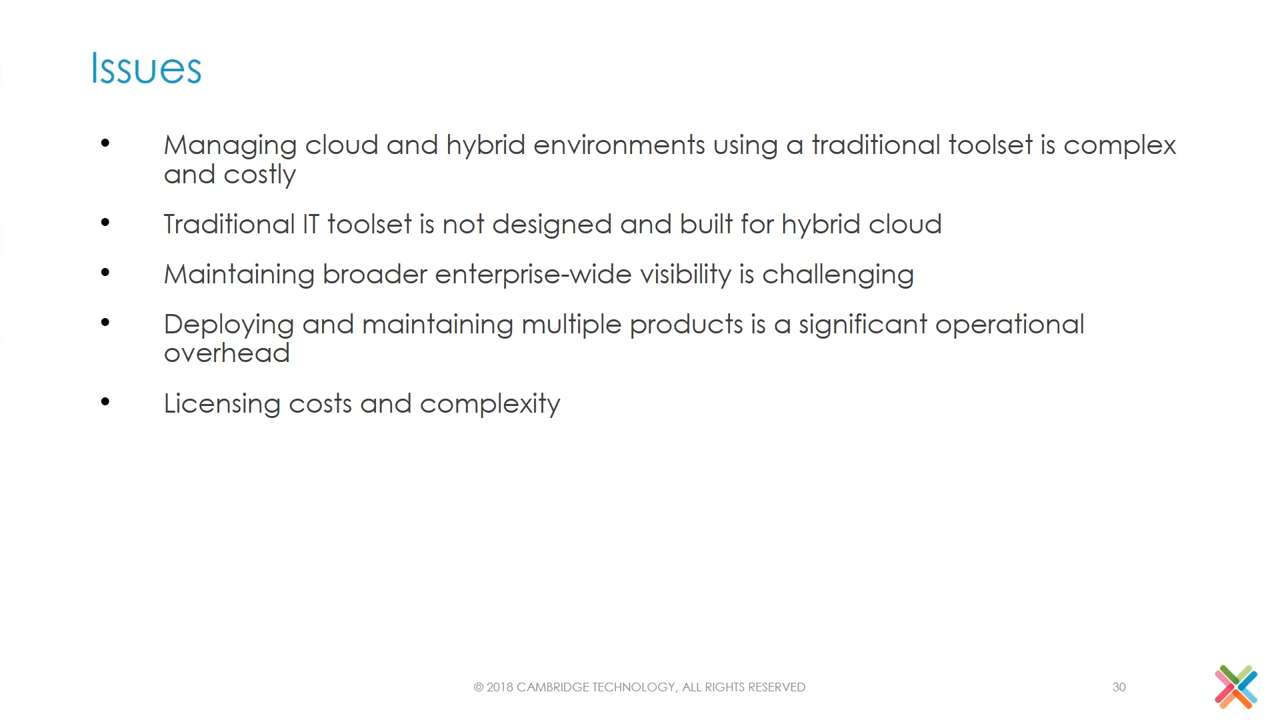 Issues
• Managing cloud and hybrid environments using a traditional toolset is complex
and costly
• Traditional IT toolset is not designed and built for hybrid cloud
• Maintaining broader enterprise-wide visibility is challenging
• Deploying and maintaining multiple products is a significant operational
overhead
• Licensing costs and complexity
© 2018 CAMBRIDGE TECHNOLOGY, ALL RIGHTS RESERVED
30